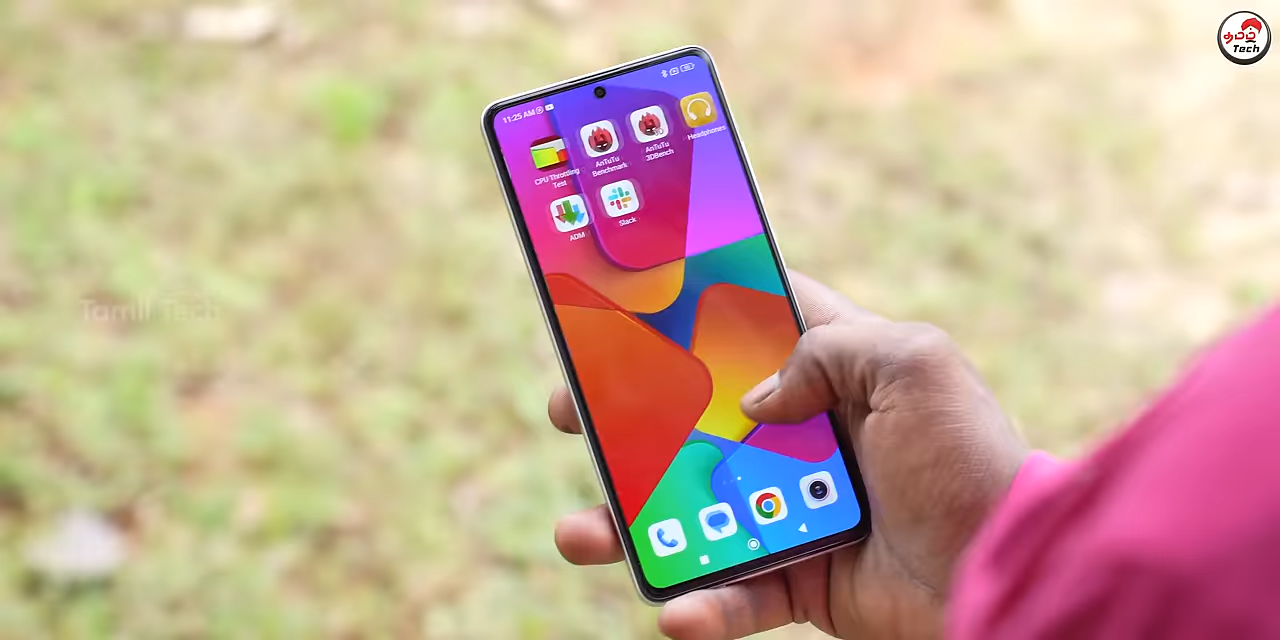 தமிழ்
Tech
11:25 AM
CPU Throttling
Test
AnTuTu
Benchmark
AnTuTu
3DBench
Headphones
ADM
Slack
Tamil Tech